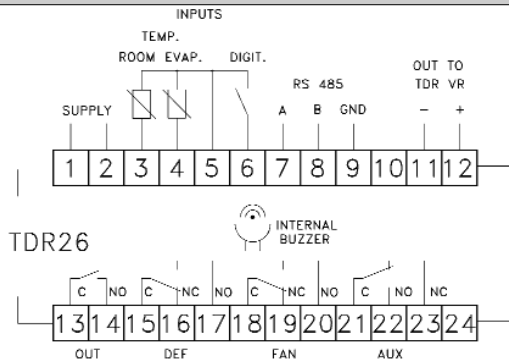 INPUTS
TEMP.
ROOM EVAP. DIGIT.
SUPPLY
RS 485
A B GND
OUT TO
TDR VR
- +
1 2 3 4 5 6 7 8 9 10 11 12
TDR26
INTERNAL
BUZZER
C NO C NC NO C NC NO C NO NC
13 14 15 16 17 18 19 20 21 22 23 24
OUT DEF FAN AUX